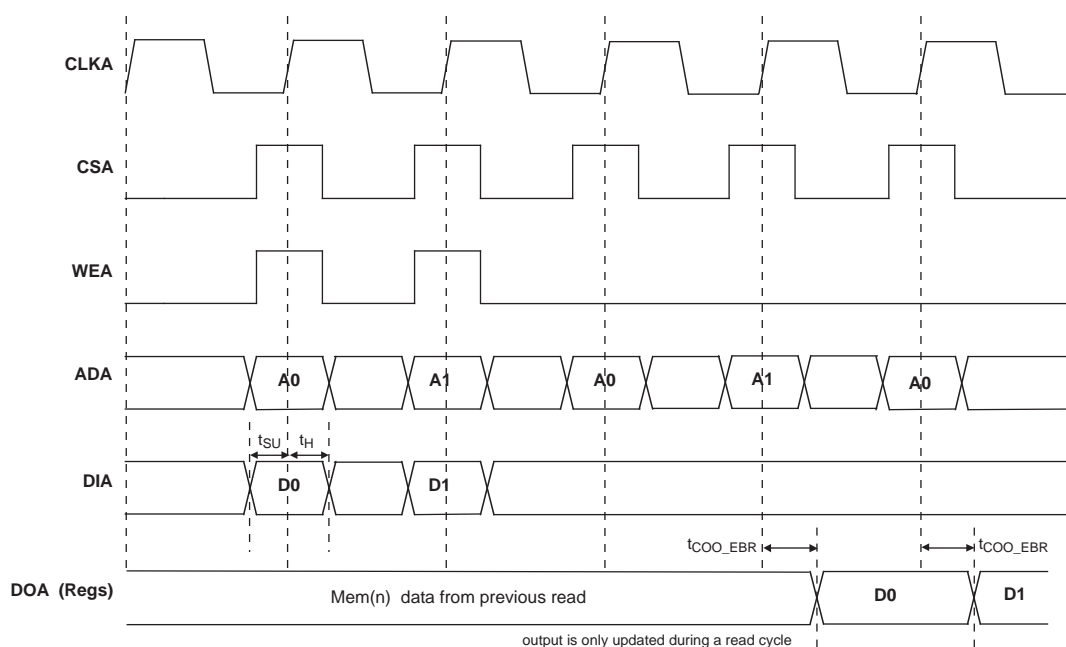 CLKA
CSA
WEA
ADA A0 A1 A0 A1 A0
tSU tH
DIA D0 D1
tCOO_EBR tCOO_EBR
DOA (Regs) Mem(n) data from previous read D0 D1
output is only updated during a read cycle